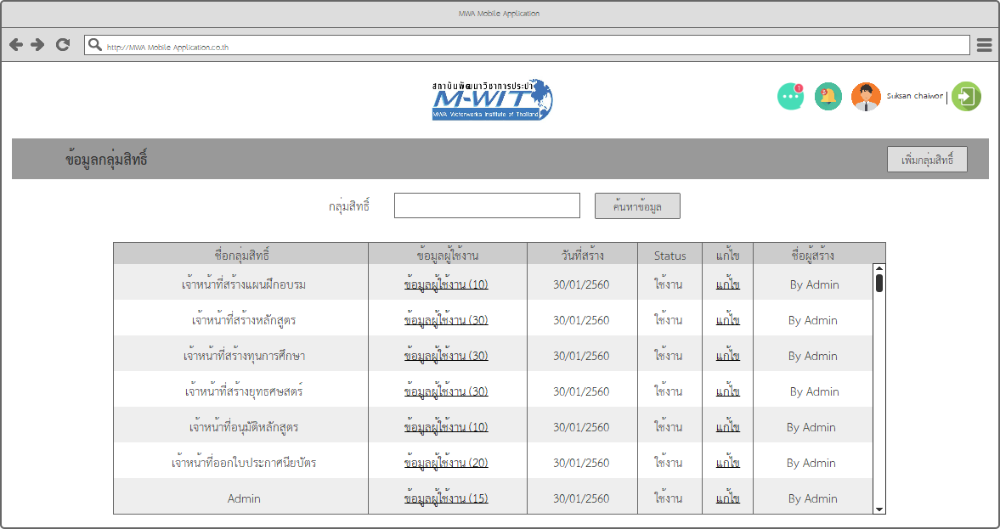 MWA Mobile Application
http://MWA Mobile Application.co.th
สถาบันพัฒนาวิชาการประปา
M-WIT
MWA Waterworks Institute of Thailand
1
3
Suksan chaiwon |
ข้อมูลกลุ่มสิทธิ์
เพิ่มกลุ่มสิทธิ์
กลุ่มสิทธิ์ ค้นหาข้อมูล
ชื่อกลุ่มสิทธิ์ ข้อมูลผู้ใช้งาน วันที่สร้าง Status แก้ไข ชื่อผู้สร้าง
เจ้าหน้าที่สร้างแผนฝึกอบรม ข้อมูลผู้ใช้งาน (10) 30/01/2560 ใช้งาน แก้ไข By Admin
เจ้าหน้าที่สร้างหลักสูตร ข้อมูลผู้ใช้งาน (30) 30/01/2560 ใช้งาน แก้ไข By Admin
เจ้าหน้าที่สร้างทุนการศึกษา ข้อมูลผู้ใช้งาน (30) 30/01/2560 ใช้งาน แก้ไข By Admin
เจ้าหน้าที่สร้างยุทธศษสตร์ ข้อมูลผู้ใช้งาน (30) 30/01/2560 ใช้งาน แก้ไข By Admin
เจ้าหน้าที่อนุมัติหลักสูตร ข้อมูลผู้ใช้งาน (10) 30/01/2560 ใช้งาน แก้ไข By Admin
เจ้าหน้าที่ออกใบประกาศนียบัตร ข้อมูลผู้ใช้งาน (20) 30/01/2560 ใช้งาน แก้ไข By Admin
Admin ข้อมูลผู้ใช้งาน (15) 30/01/2560 ใช้งาน แก้ไข By Admin